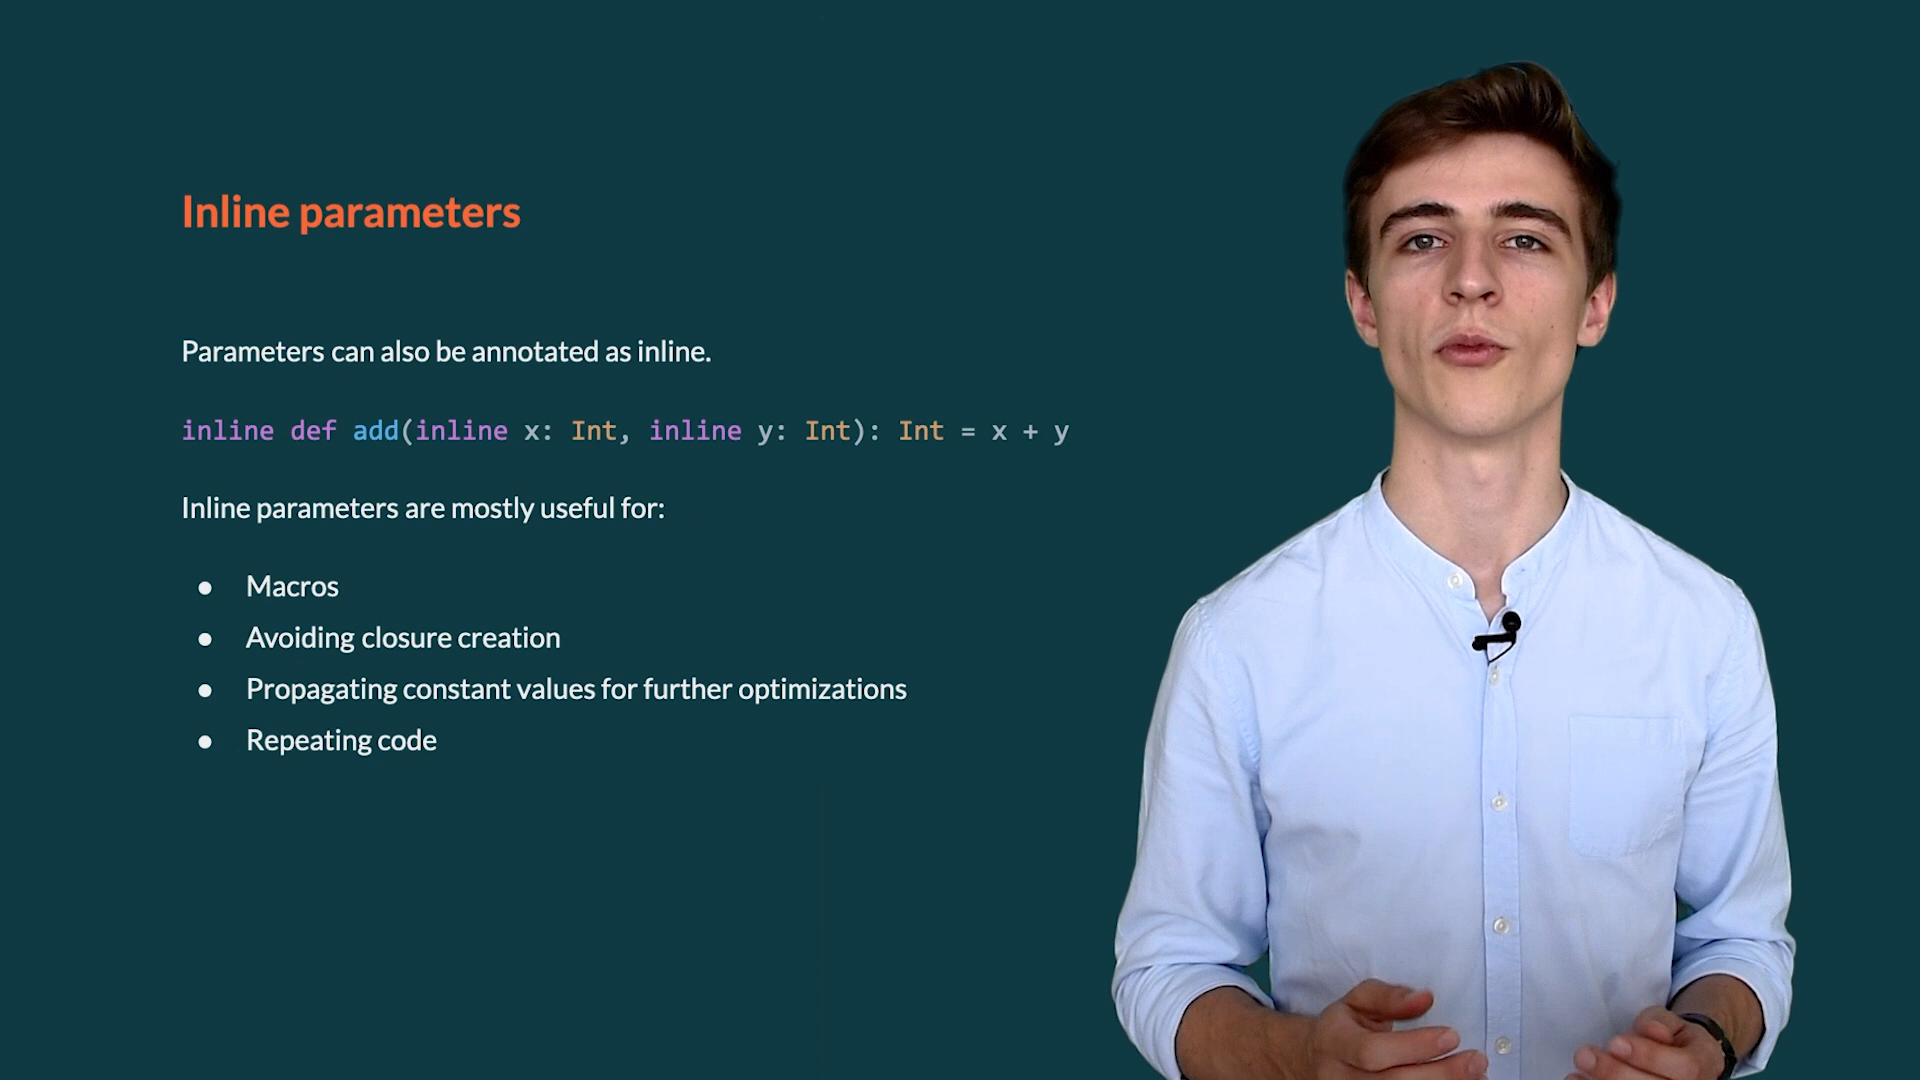 Inline parameters
Parameters can also be annotated as inline.
inline def add(inline x: Int, inline y: Int): Int = x + y
Inline parameters are mostly useful for:
● Macros
● Avoiding closure creation
● Propagating constant values for further optimizations
● Repeating code